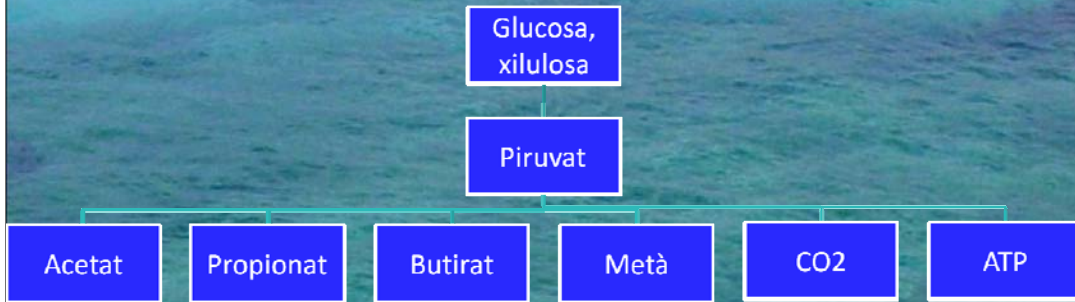 Glucosa,
xilulosa
Piruvat
Acetat
Propionat
Butirat
Metà
CO2
ATP